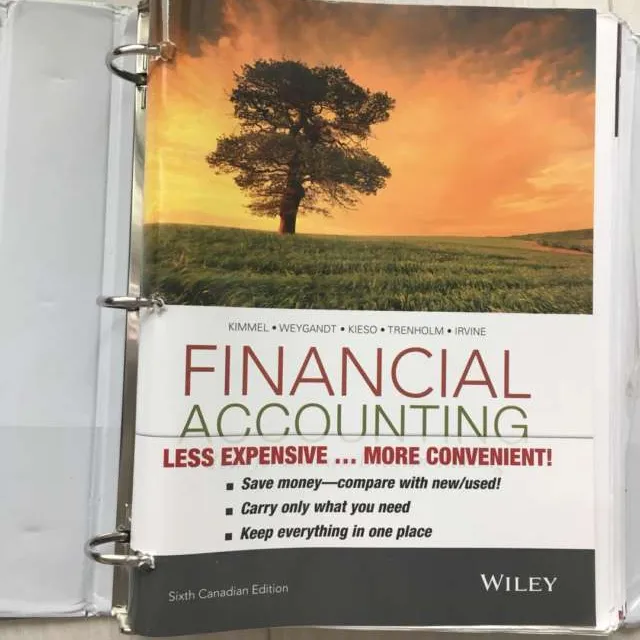 KIMMEL • WEYGANDT • KIESO • TRENHOLM • IRVINE
FINANCIAL
ACCOUNTING
LESS EXPENSIVE ... MORE CONVENIENT!
■ Save money—compare with new/used!
■ Carry only what you need
■ Keep everything in one place
Sixth Canadian Edition
WILEY